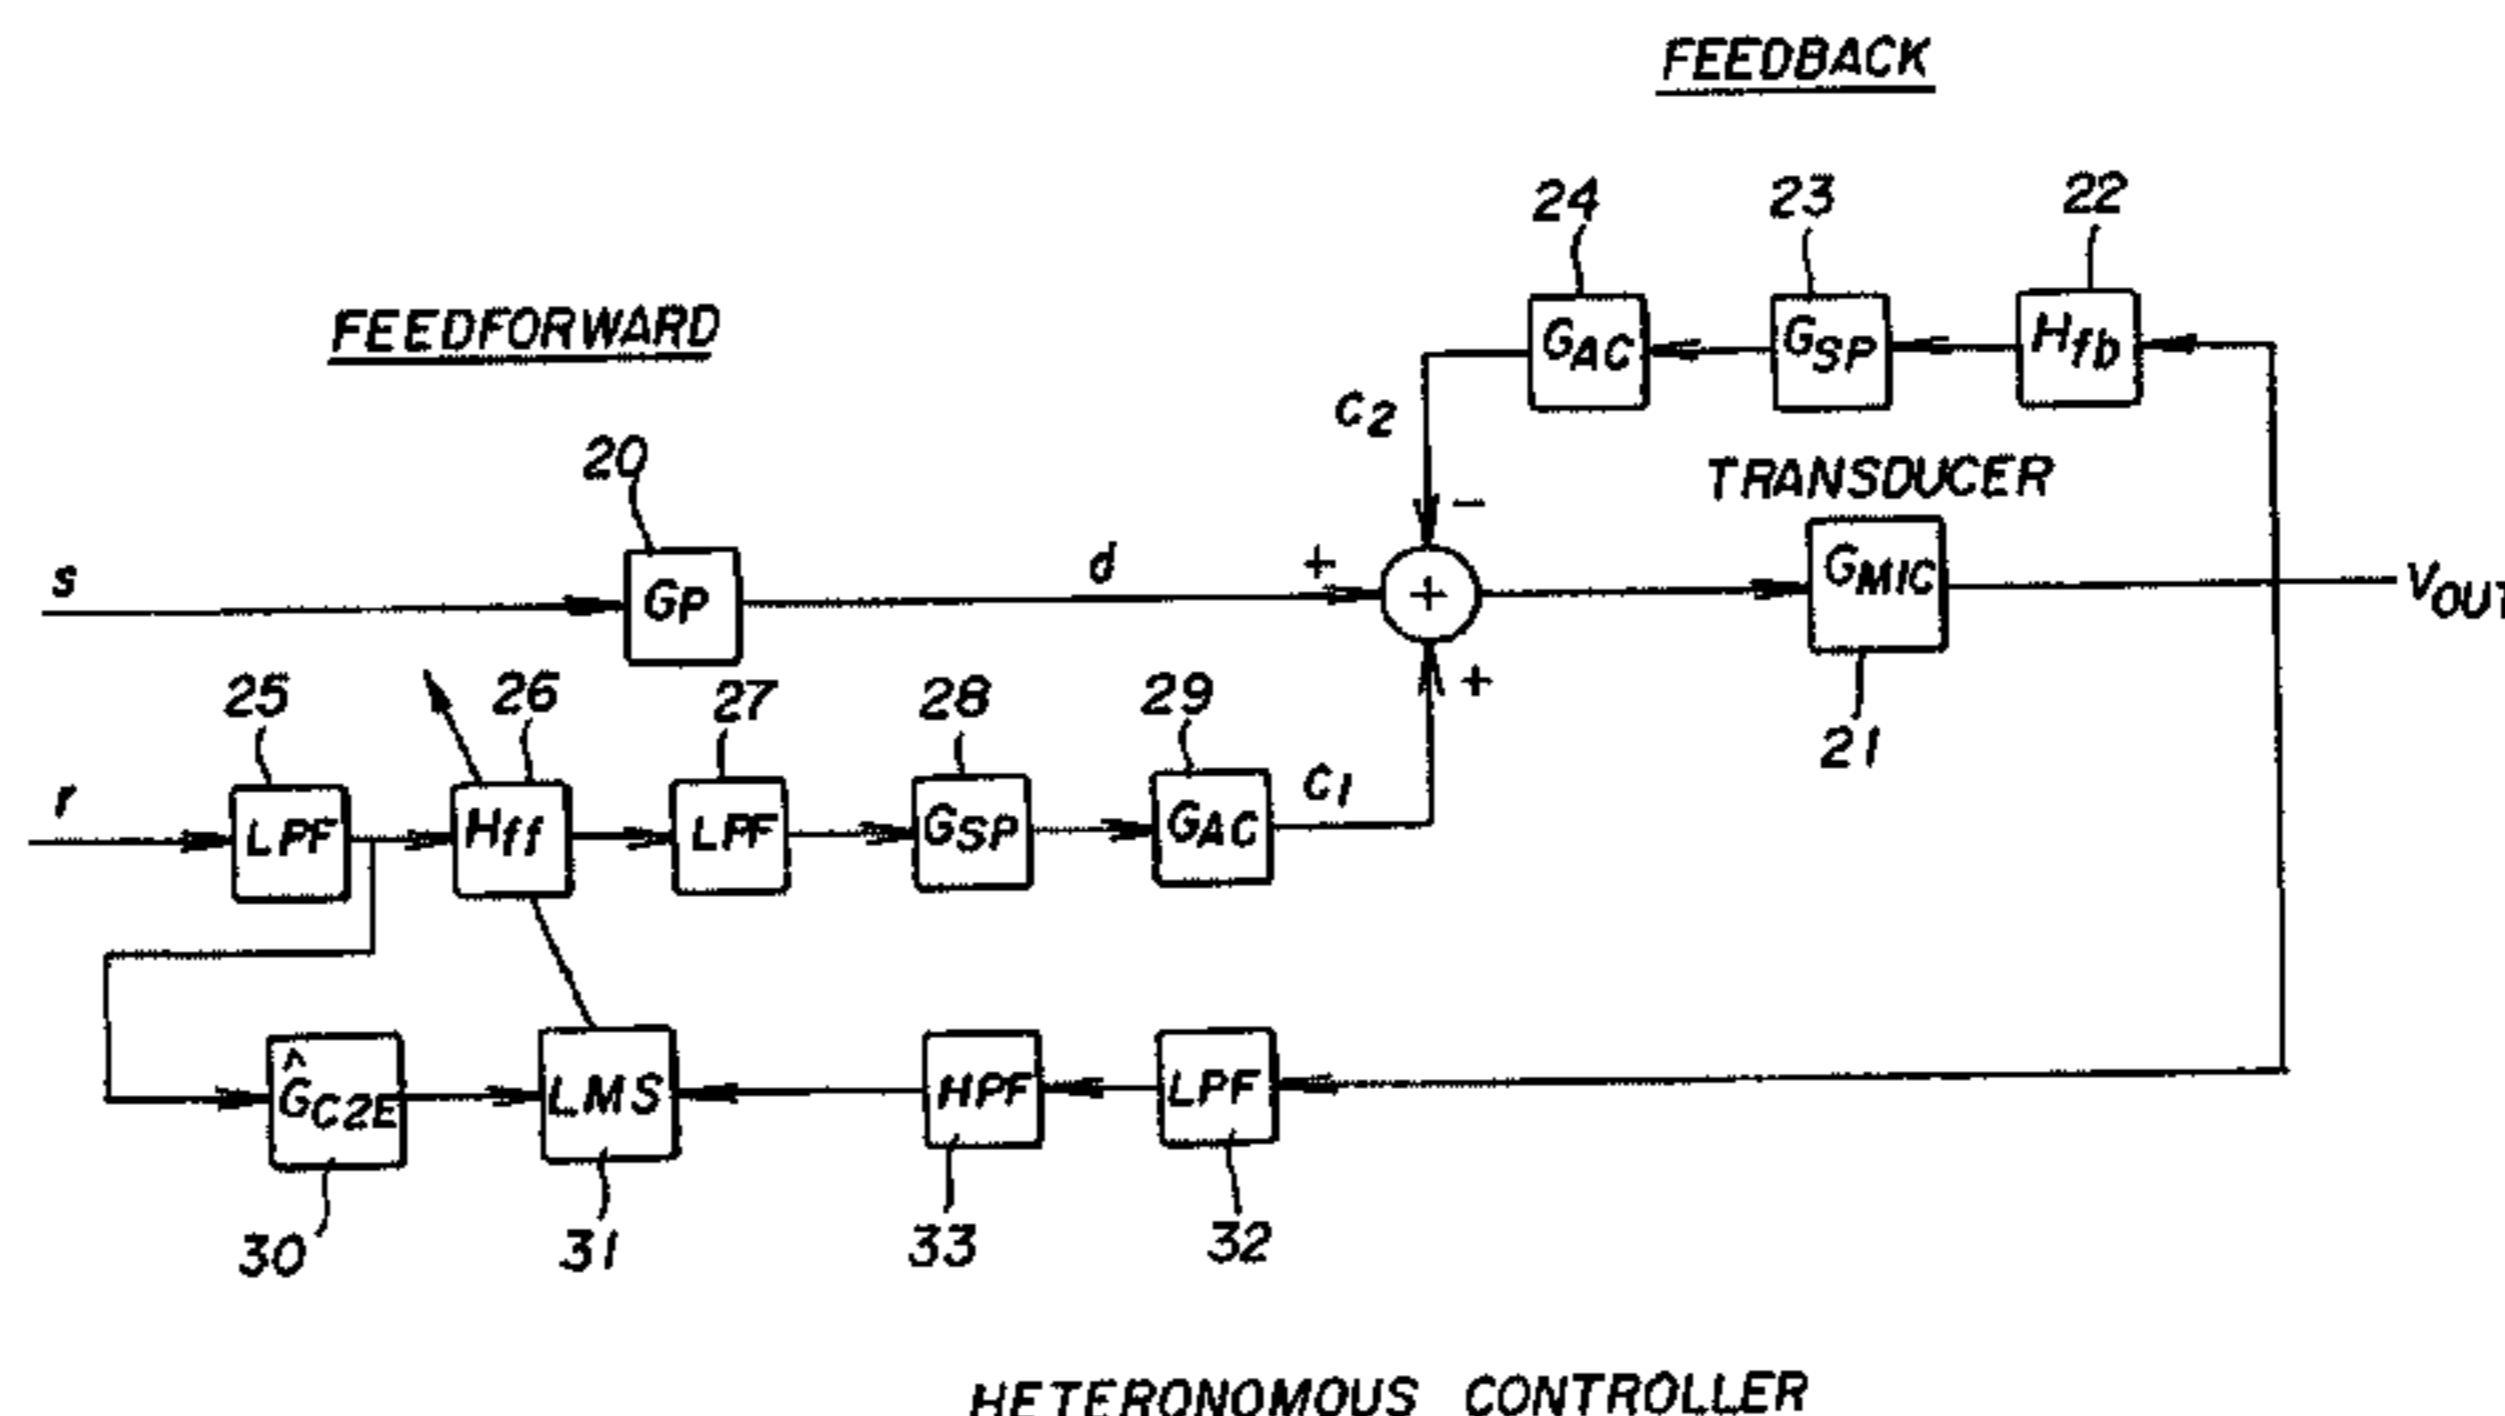 FEEDBACK
24 23 22
FEEDFORWARD
GAC GSP Hfb
C2
20 TRANSDUCER
−
s GP d + + GMIC VOUT
25 26 27 28 29 +
21
r LPF Hff LPF GSP GAC C1
ĜC2E LMS HPF LPF
30 31 33 32
HETERONOMOUS CONTROLLER